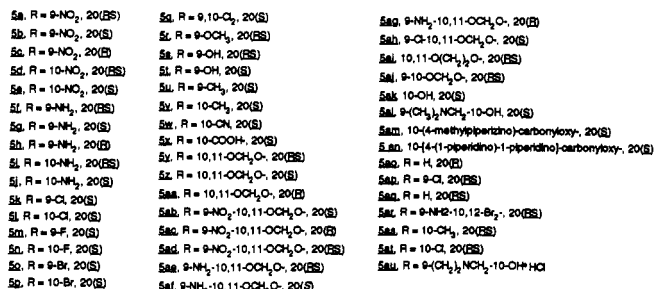 5a, R = 9-NO2, 20(RS)
5b, R = 9-NO2, 20(S)
5c, R = 9-NO2, 20(R)
5d, R = 10-NO2, 20(RS)
5e, R = 10-NO2, 20(S)
5f, R = 9-NH2, 20(RS)
5g, R = 9-NH2, 20(S)
5h, R = 9-NH2, 20(R)
5i, R = 10-NH2, 20(RS)
5j, R = 10-NH2, 20(S)
5k, R = 9-Cl, 20(S)
5l, R = 10-Cl, 20(S)
5m, R = 9-F, 20(S)
5n, R = 10-F, 20(S)
5o, R = 9-Br, 20(S)
5p, R = 10-Br, 20(S)
5q, R = 9,10-Cl2, 20(S)
5r, R = 9-OCH3, 20(RS)
5s, R = 9-OH, 20(RS)
5t, R = 9-OH, 20(S)
5u, R = 9-CH3, 20(S)
5v, R = 10-CH3, 20(S)
5w, R = 10-CN, 20(S)
5x, R = 10-COOH-, 20(S)
5y, R = 10,11-OCH2O-, 20(RS)
5z, R = 10,11-OCH2O-, 20(S)
5aa, R = 10,11-OCH2O-, 20(R)
5ab, R = 9-NO2-10,11-OCH2O-, 20(S)
5ac, R = 9-NO2-10,11-OCH2O-, 20(R)
5ad, R = 9-NO2-10,11-OCH2O-, 20(RS)
5ae, 9-NH2-10,11-OCH2O-, 20(RS)
5af, 9-NH2-10,11-OCH2O-, 20(S)
5ag, 9-NH2-10,11-OCH2O-, 20(R)
5ah, 9-Cl-10,11-OCH2O-, 20(S)
5ai, 10,11-O(CH2)2O-, 20(RS)
5aj, 9-10-OCH2O-, 20(RS)
5ak, 10-OH, 20(S)
5al, 9-(CH3)2NCH2-10-OH, 20(S)
5am, 10-(4-methylpiperizino)-carbonyloxy-, 20(S)
5 an, 10-[4-(1-piperidino)-1-piperidino]-carbonyloxy-, 20(S)
5ao, R = H, 20(R)
5ap, R = 9-Cl, 20(RS)
5aq, R = H, 20(RS)
5ar, R = 9-NH2-10,12-Br2-, 20(RS)
5as, R = 10-CH3, 20(RS)
5at, R = 10-Cl, 20(RS)
5au, R = 9-(CH2)2NCH2-10-OH•HCl